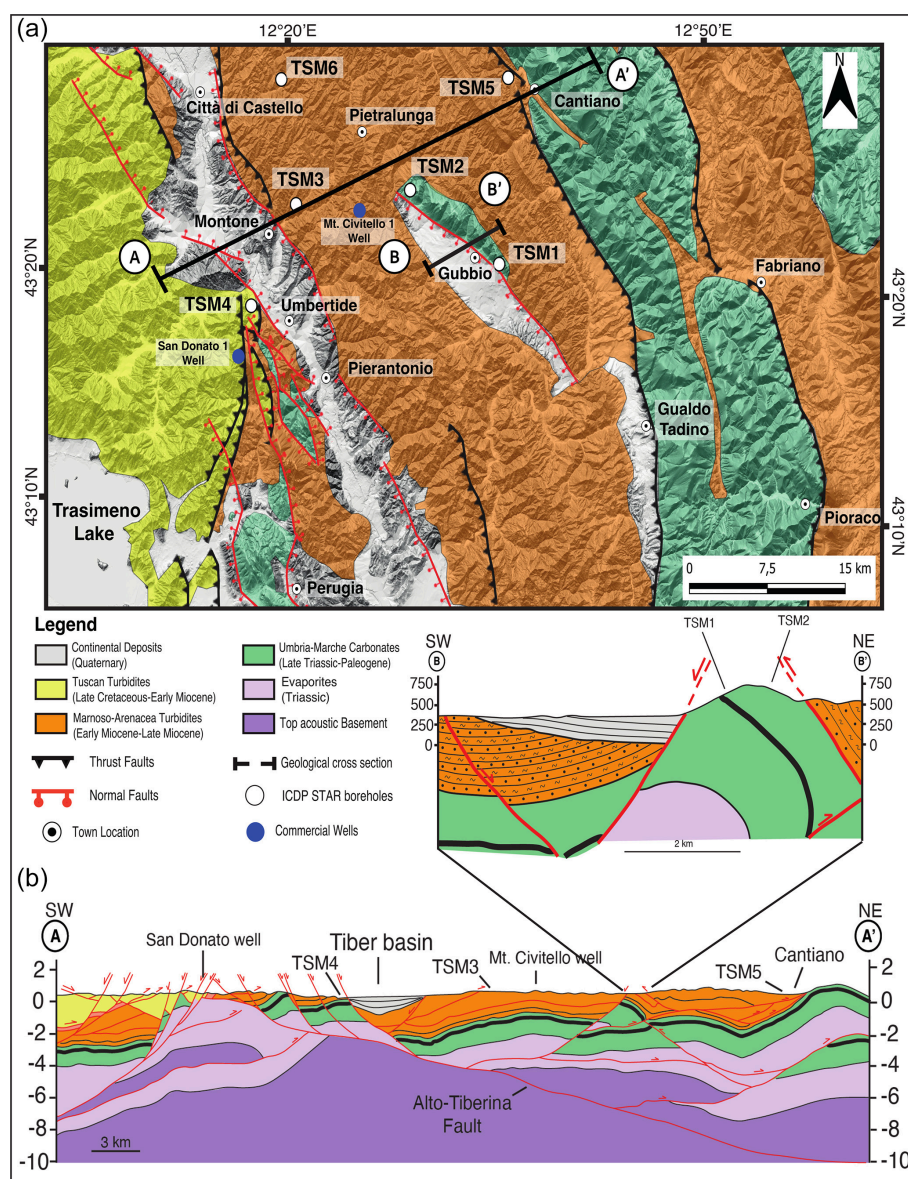 (a)
12°20'
12°50'
N
TSM6
TSM5
A'
Città di Castello
Cantiano
Pietralunga
TSM3
TSM2
B'
Montone
Mt. Civitello 1
Well
A
B
TSM1
Gubbio
Fabriano
43°20'N
43°20'N
TSM4
Umbertide
San Donato 1
Well
Pierantonio
Gualdo
Tadino
43°10'N
43°10'N
Trasimeno
Lake
Pioraco
Perugia
0 7,5 15 km
Legend
Continental Deposits
(Quaternary)
Tuscan Turbidites
(Late Cretaceous-Early Miocene)
Marnoso-Arenacea Turbidites
(Early Miocene-Late Miocene)
Thrust Faults
Normal Faults
Town Location
Umbria-Marche Carbonates
(Late Triassic-Paleogene)
Evaporites
(Triassic)
Top acoustic Basement
Geological cross section
ICDP STAR boreholes
Commercial Wells
SW
B
TSM1
TSM2
NE
B'
750
500
250
0
750
500
250
0
2 km
(b)
SW
A
San Donato well
TSM4
Tiber basin
TSM3
Mt. Civitello well
TSM5
Cantiano
NE
A'
2
0
-2
-4
-6
-8
-10
2
0
-2
-4
-6
-8
-10
Alto-Tiberina
Fault
3 km